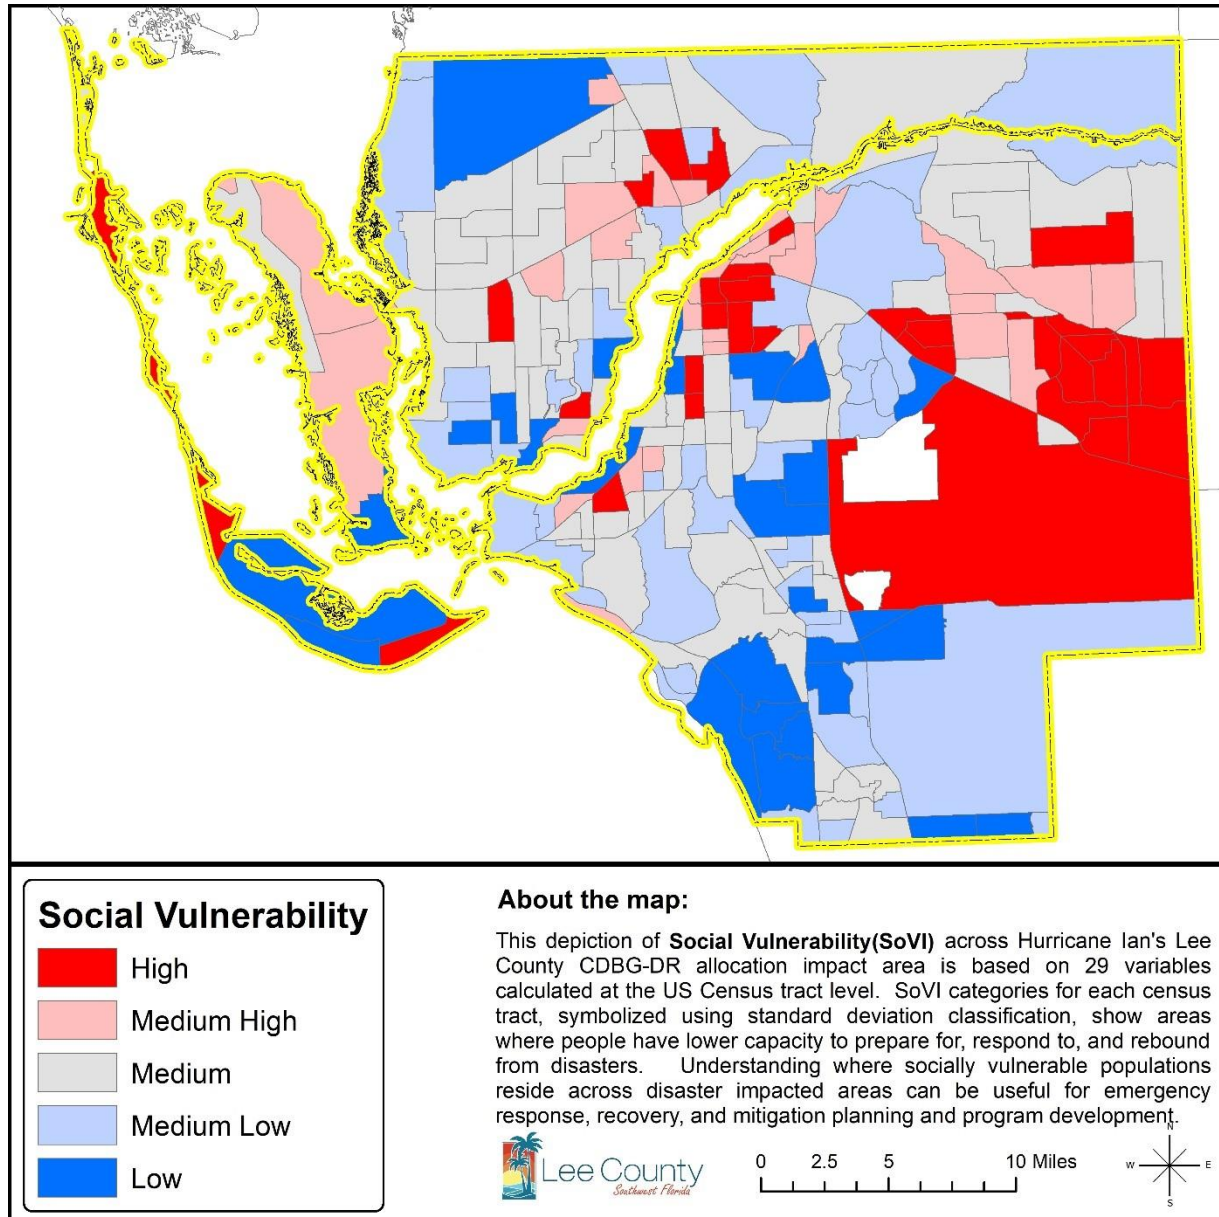 Social Vulnerability
High
Medium High
Medium
Medium Low
Low
About the map:
This depiction of Social Vulnerability(SoVI) across Hurricane Ian's Lee
County CDBG-DR allocation impact area is based on 29 variables
calculated at the US Census tract level. SoVI categories for each census
tract, symbolized using standard deviation classification, show areas
where people have lower capacity to prepare for, respond to, and rebound
from disasters. Understanding where socially vulnerable populations
reside across disaster impacted areas can be useful for emergency
response, recovery, and mitigation planning and program development.
Lee County
Southwest Florida
0 2.5 5 10 Miles
N
W E
S